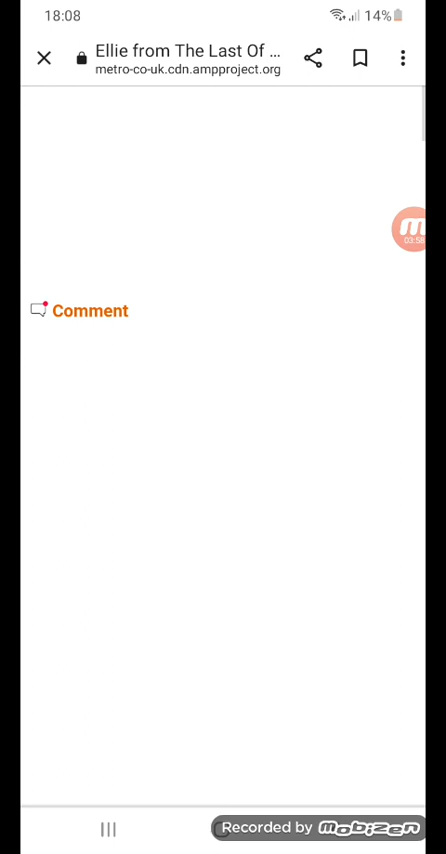 18:08
14%
Ellie from The Last Of ...
metro-co-uk.cdn.ampproject.org
03:58
Comment
Recorded by mobizen